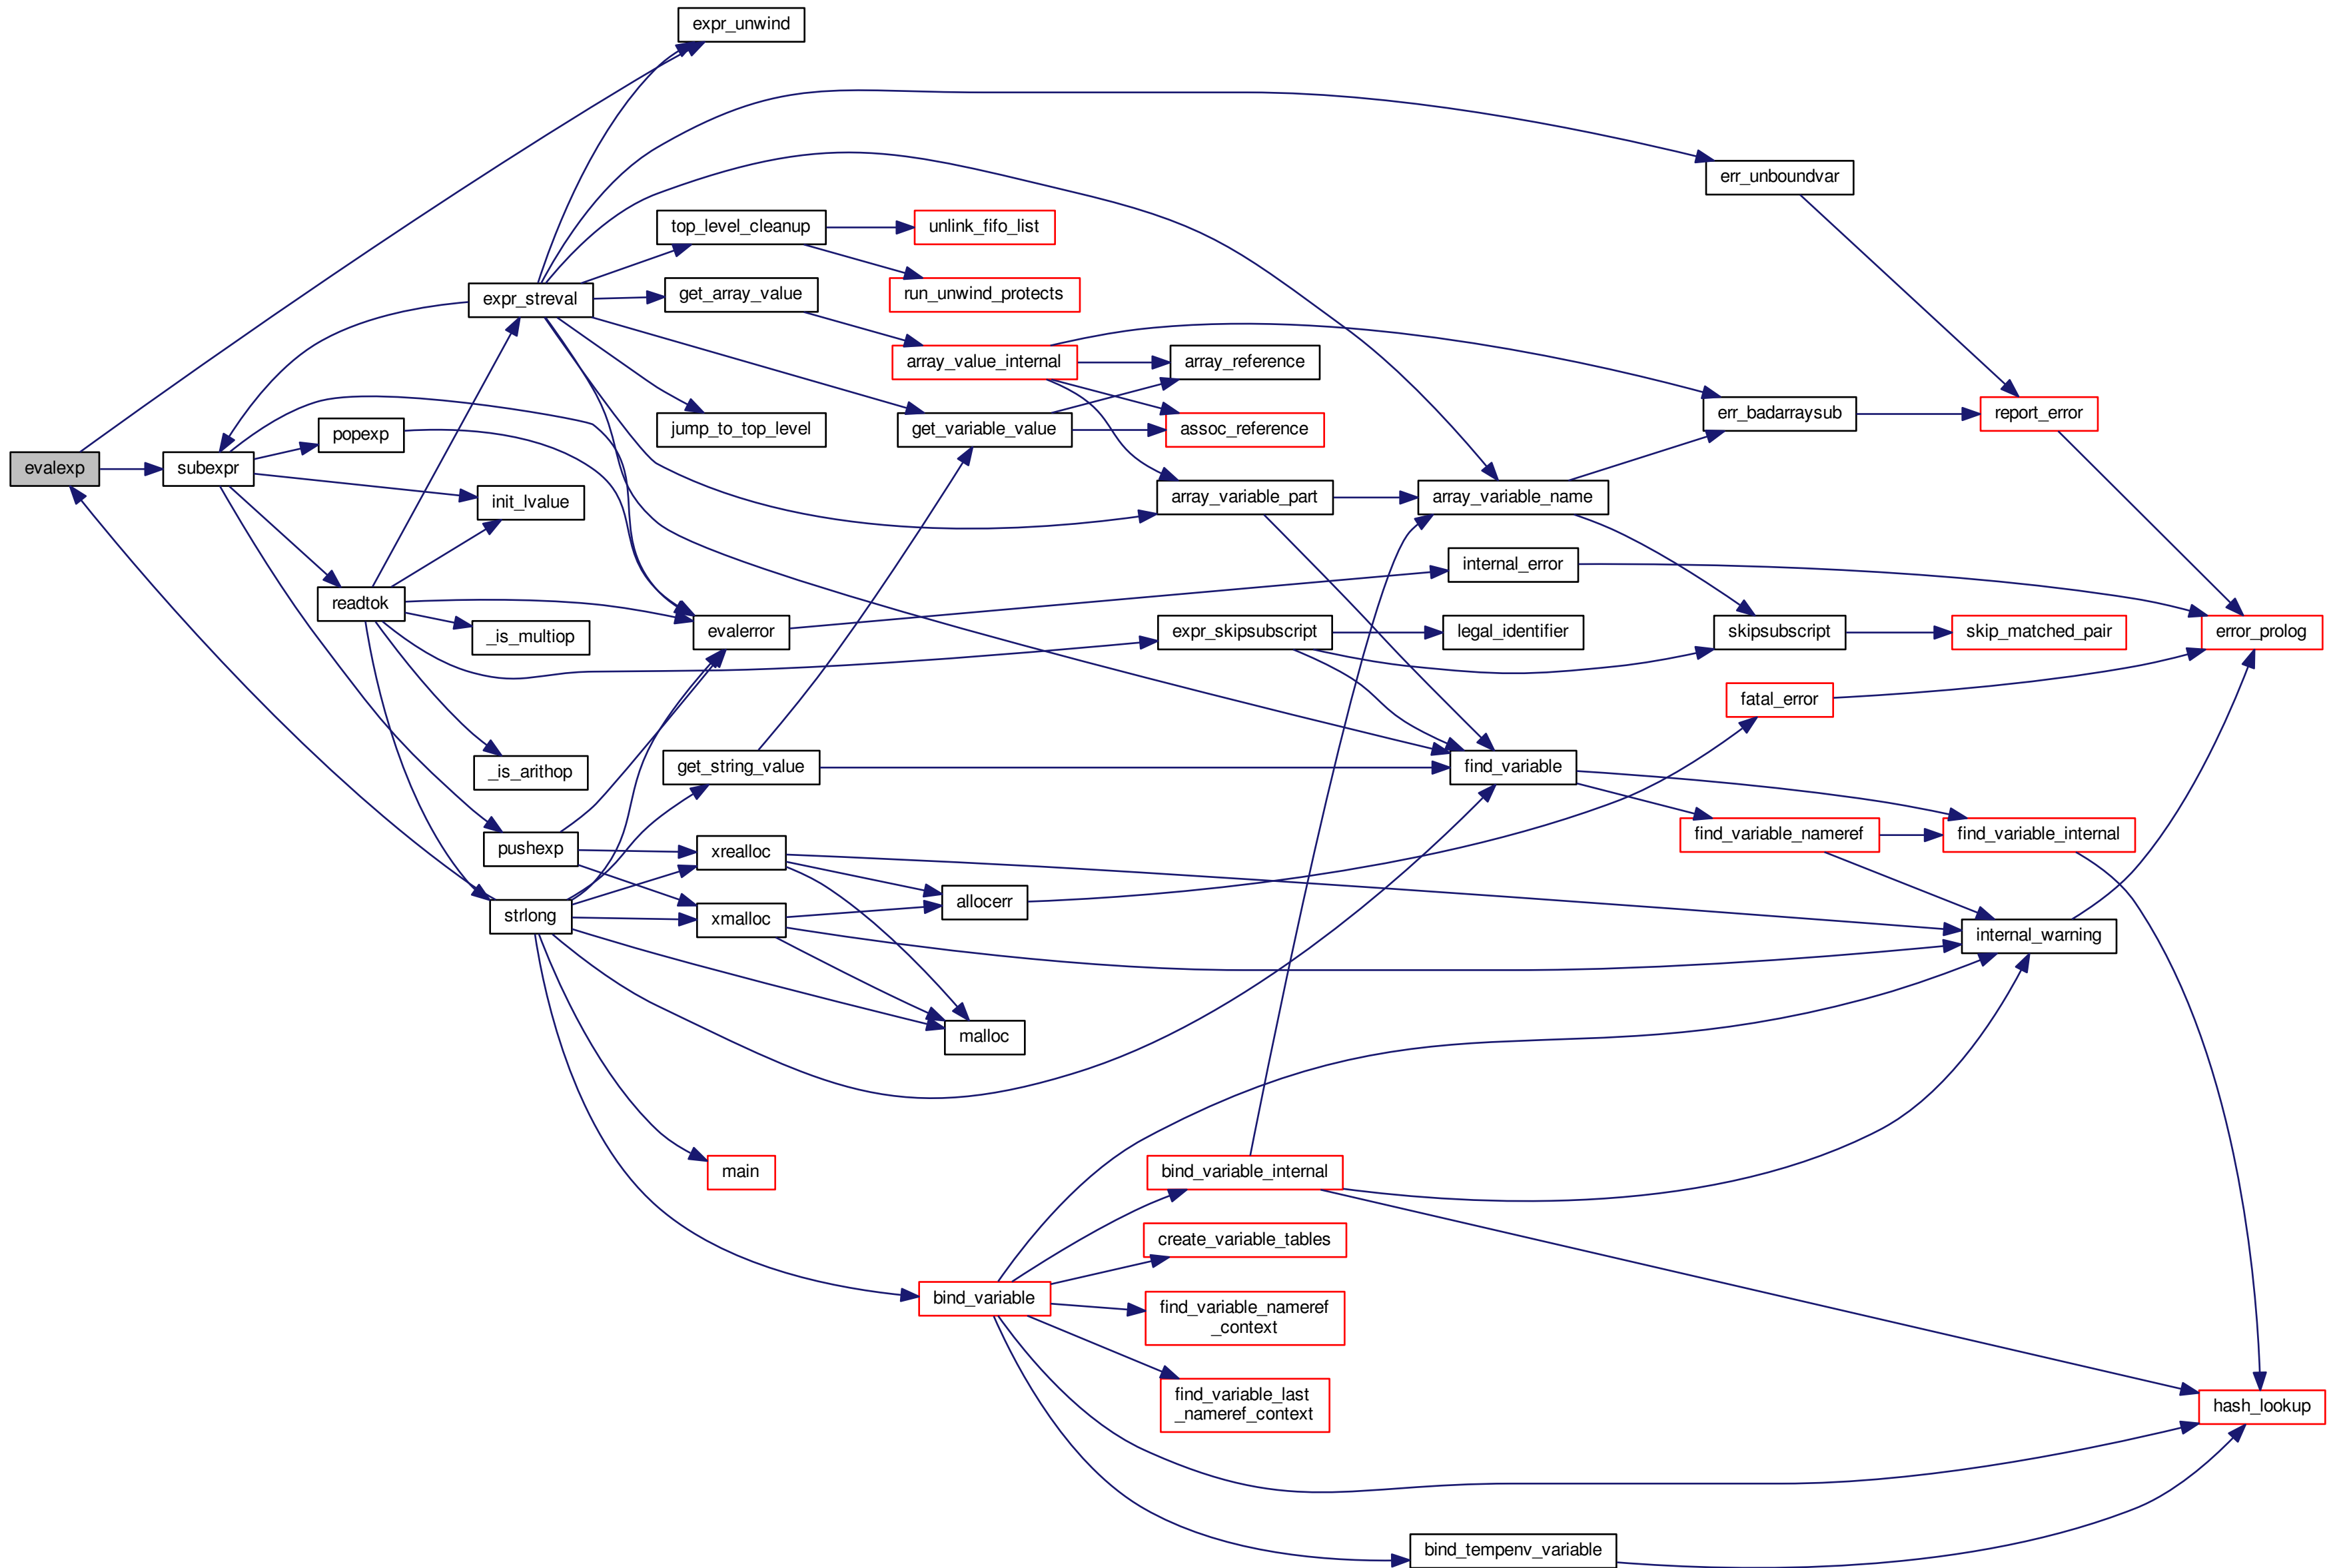 expr_unwind
err_unboundvar
top_level_cleanup
unlink_fifo_list
expr_streval
get_array_value
run_unwind_protects
array_value_internal
array_reference
popexp
jump_to_top_level
get_variable_value
assoc_reference
err_badarraysub
report_error
evalexp
subexpr
init_lvalue
array_variable_part
array_variable_name
internal_error
readtok
_is_multiop
evalerror
expr_skipsubscript
legal_identifier
skipsubscript
skip_matched_pair
error_prolog
fatal_error
_is_arithop
get_string_value
find_variable
pushexp
xrealloc
find_variable_nameref
find_variable_internal
strlong
xmalloc
allocerr
internal_warning
malloc
main
bind_variable_internal
create_variable_tables
bind_variable
find_variable_nameref
_context
find_variable_last
_nameref_context
hash_lookup
bind_tempenv_variable